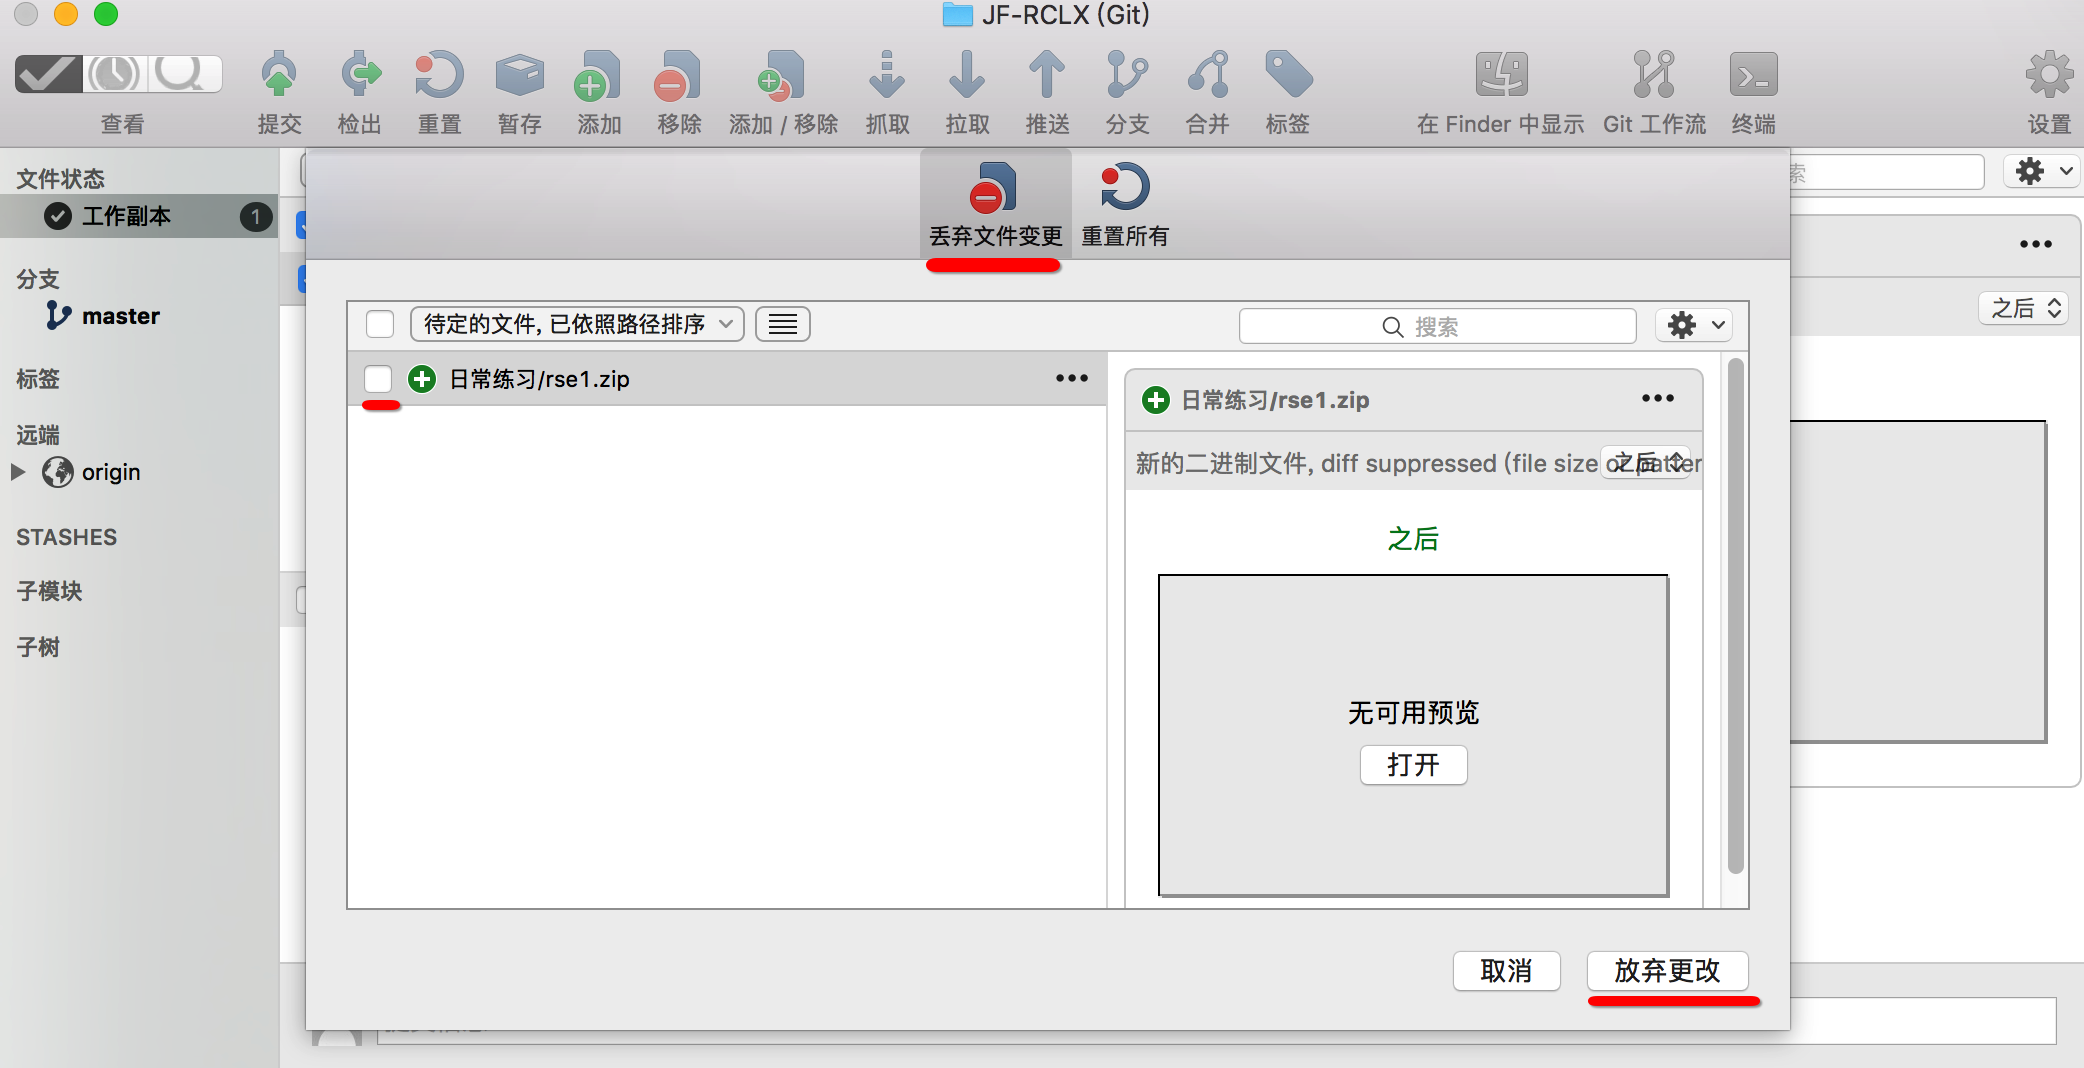 JF-RCLX (Git)
查看 提交 检出 重置 暂存 添加 移除 添加 / 移除 抓取 拉取 推送 分支 合并 标签 在 Finder 中显示 Git 工作流 终端 设置
文件状态
工作副本 1
分支
master
标签
远端
origin
STASHES
子模块
子树
丢弃文件变更 重置所有
索
之后
待定的文件, 已依照路径排序
搜索
日常练习/rse1.zip
日常练习/rse1.zip
新的二进制文件, diff suppressed (file size or patter
之后
之后
无可用预览
打开
取消 放弃更改